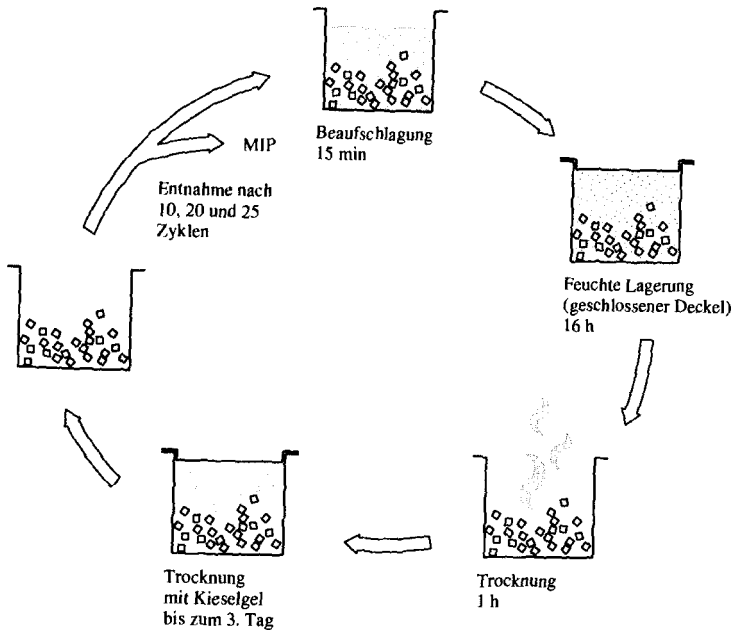 Beaufschlagung
15 min
MIP
Entnahme nach
10, 20 und 25
Zyklen
Feuchte Lagerung
(geschlossener Deckel)
16 h
Trocknung
1 h
Trocknung
mit Kieselgel
bis zum 3. Tag